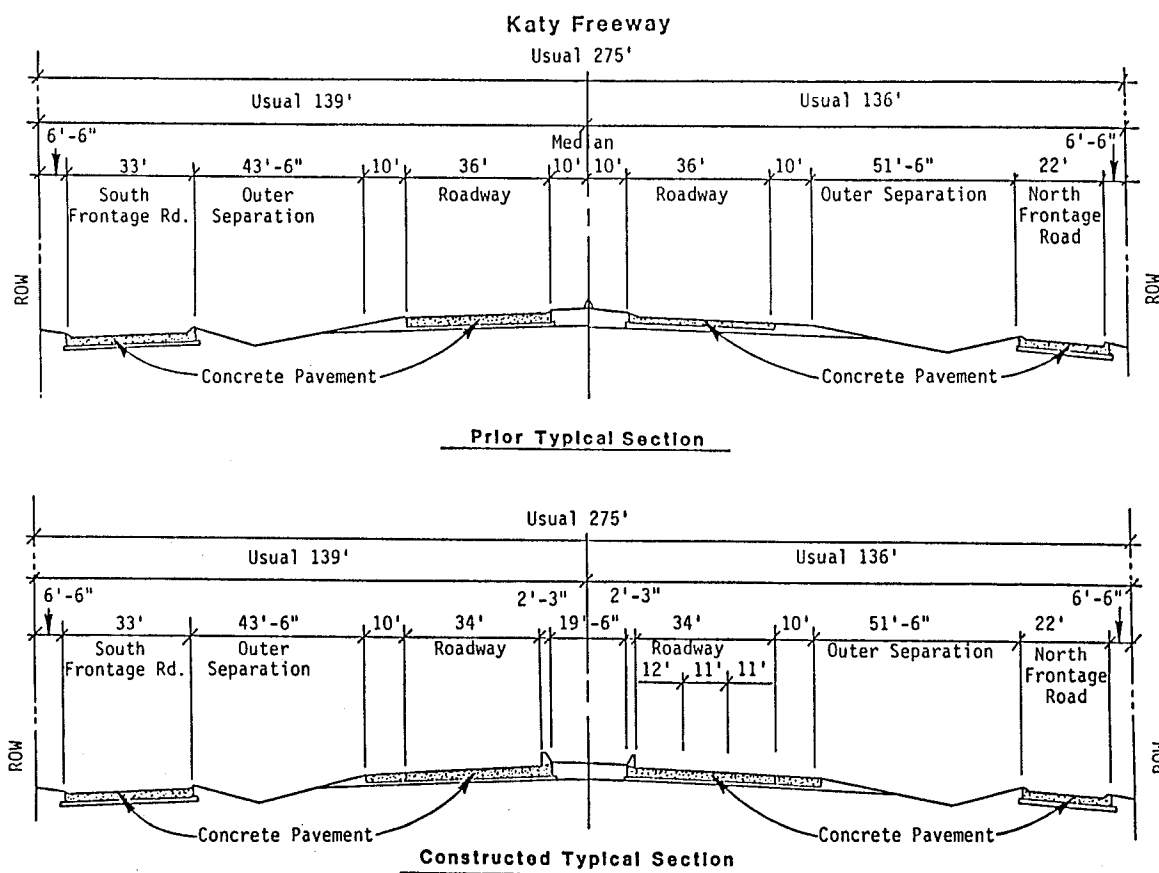 Katy Freeway
Usual 275'
Usual 139' Usual 136'
Median
6'-6" 33' 43'-6" 10' 36' 10' 10' 36' 10' 51'-6" 22' 6'-6"
South Frontage Rd.
Outer Separation
Roadway
Roadway
Outer Separation
North Frontage Road
ROW
ROW
Concrete Pavement
Concrete Pavement
Prior Typical Section
Usual 275'
Usual 139' Usual 136'
6'-6" 33' 43'-6" 10' 34' 2'-3" 19'-6" 2'-3" 34' 10' 51'-6" 22' 6'-6"
South Frontage Rd.
Outer Separation
Roadway
Roadway
12' 11' 11'
Outer Separation
North Frontage Road
ROW
ROW
Concrete Pavement
Concrete Pavement
Constructed Typical Section